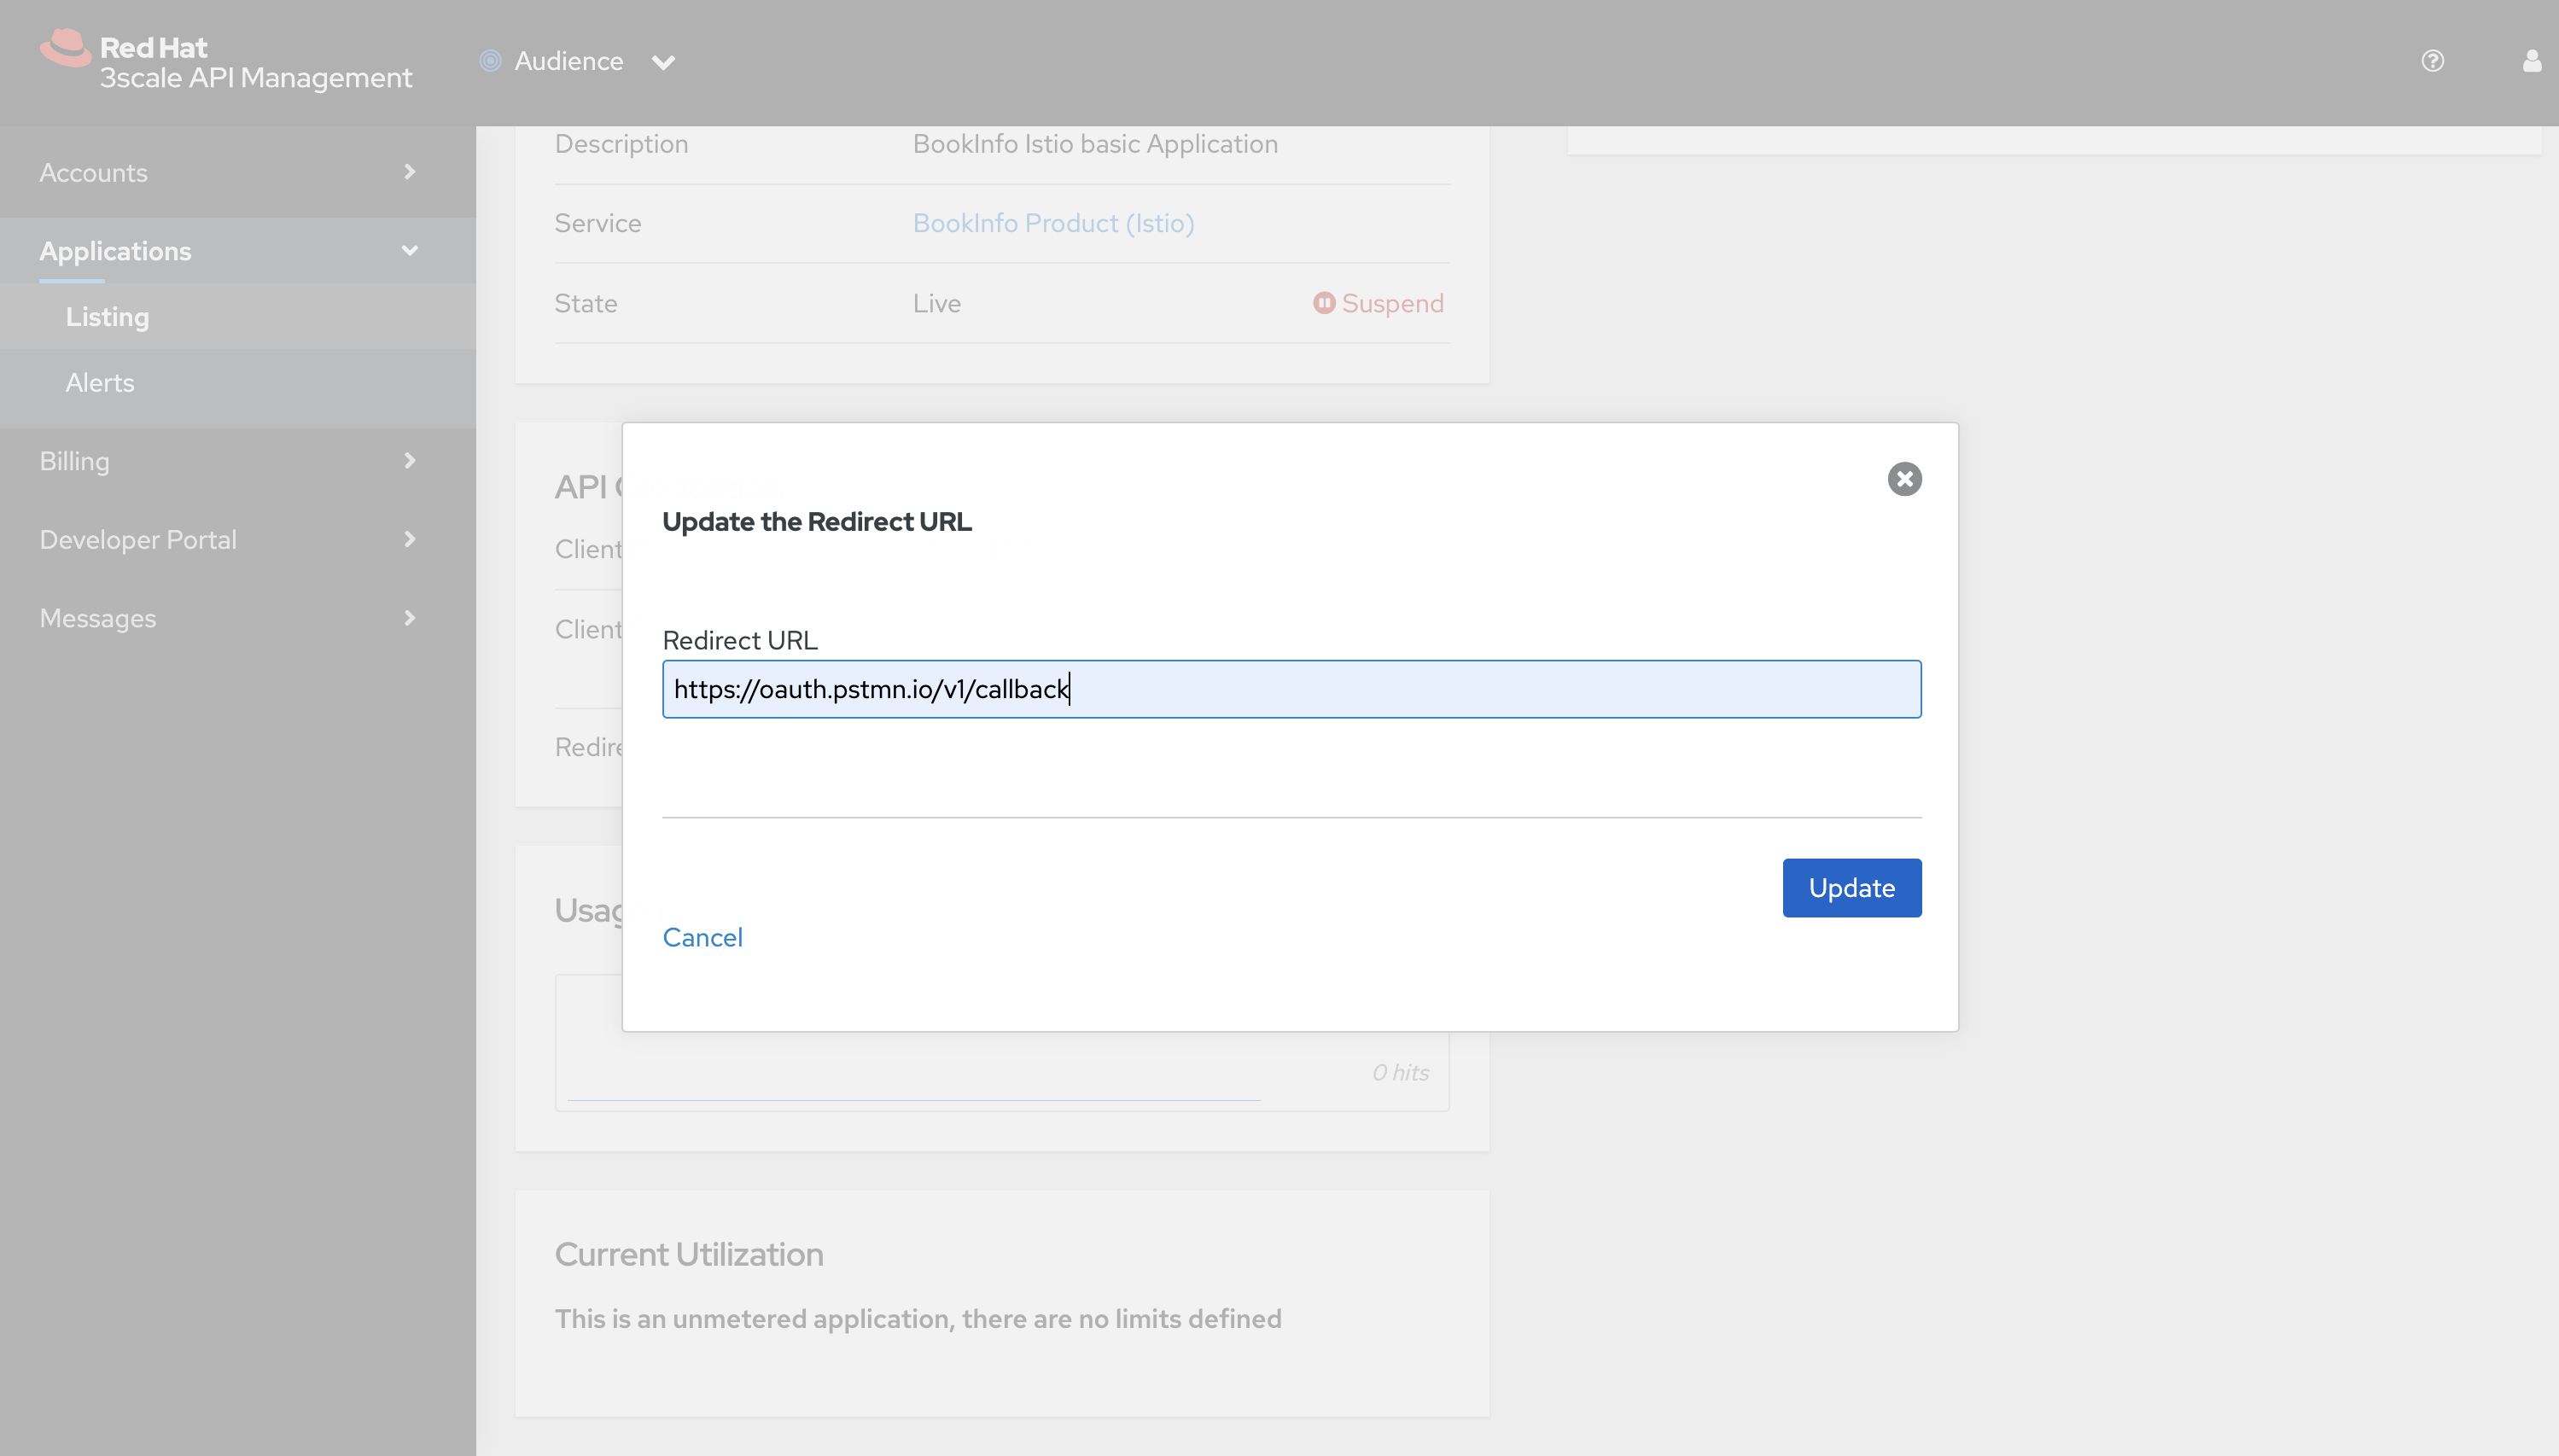 Red Hat
3scale API Management
Audience
Accounts
Applications
Listing
Alerts
Billing
Developer Portal
Messages
Description BookInfo Istio basic Application
Service BookInfo Product (Istio)
State Live Suspend
API
Client
Client
Update the Redirect URL
Redirect URL
https://oauth.pstmn.io/v1/callback
Update
Cancel
0 hits
Current Utilization
This is an unmetered application, there are no limits defined